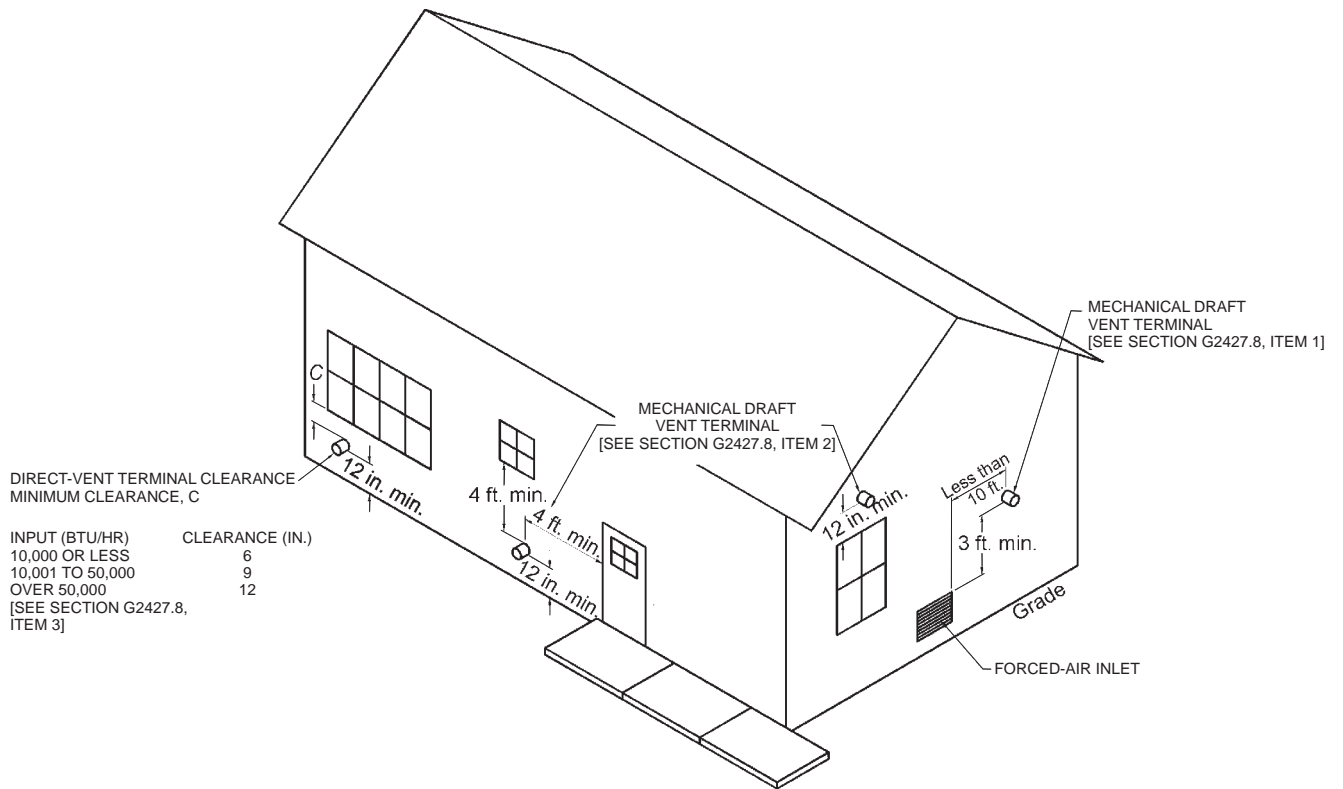 MECHANICAL DRAFT
VENT TERMINAL
[SEE SECTION G2427.8, ITEM 1]
C
MECHANICAL DRAFT
VENT TERMINAL
[SEE SECTION G2427.8, ITEM 2]
DIRECT-VENT TERMINAL CLEARANCE
MINIMUM CLEARANCE, C
12 in. min.
4 ft. min.
4 ft. min.
12 in. min.
12 in. min.
Less than
10 ft.
3 ft. min.
INPUT (BTU/HR) CLEARANCE (IN.)
10,000 OR LESS 6
10,001 TO 50,000 9
OVER 50,000 12
[SEE SECTION G2427.8,
ITEM 3]
Grade
FORCED-AIR INLET